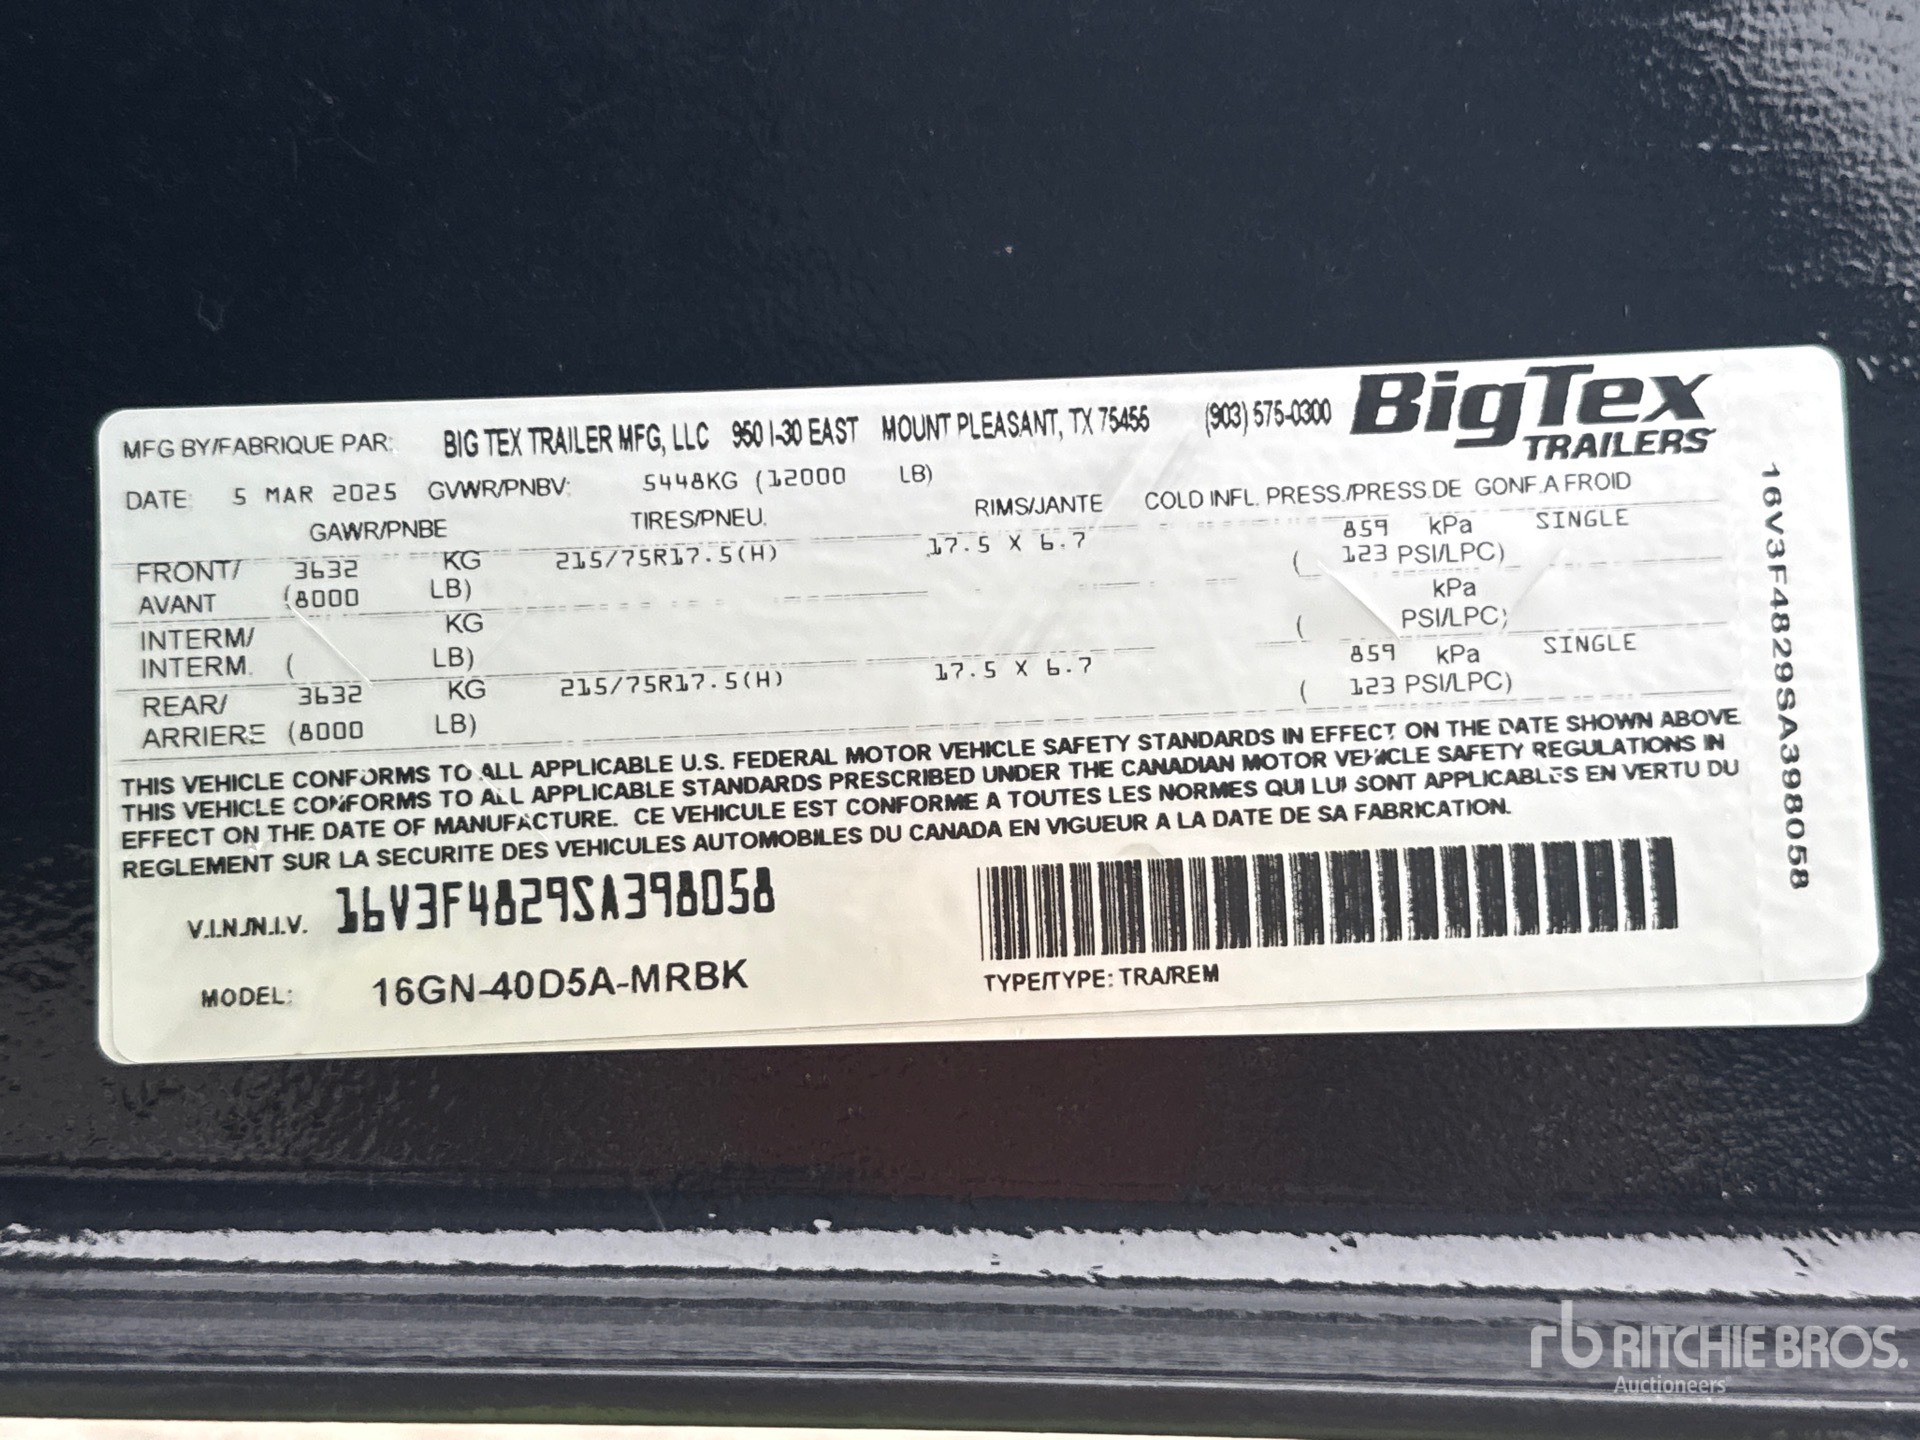 MFG BY/FABRIQUE PAR: BIG TEX TRAILER MFG, LLC 950 I-30 EAST MOUNT PLEASANT, TX 75455 (903) 575-0300 BigTex
TRAILERS
DATE: 5 MAR 2025 GVWR/PNBV: 5448KG (12000 LB)
GAWR/PNBE TIRES/PNEU. RIMS/JANTE COLD INFL. PRESS./PRESS.DE GONF.A FROID
FRONT/ 3632 KG 215/75R17.5(H) 17.5 X 6.7 859 kPa SINGLE
AVANT (8000 LB) ( 123 PSI/LPC)
INTERM/ KG kPa
INTERM. ( LB) ( PSI/LPC)
REAR/ 3632 KG 215/75R17.5(H) 17.5 X 6.7 859 kPa SINGLE
ARRIERE (8000 LB) ( 123 PSI/LPC)
THIS VEHICLE CONFORMS TO ALL APPLICABLE U.S. FEDERAL MOTOR VEHICLE SAFETY STANDARDS IN EFFECT ON THE DATE SHOWN ABOVE
THIS VEHICLE CONFORMS TO ALL APPLICABLE STANDARDS PRESCRIBED UNDER THE CANADIAN MOTOR VEHICLE SAFETY REGULATIONS IN
EFFECT ON THE DATE OF MANUFACTURE. CE VEHICULE EST CONFORME A TOUTES LES NORMES QUI LUI SONT APPLICABLES EN VERTU DU
REGLEMENT SUR LA SECURITE DES VEHICULES AUTOMOBILES DU CANADA EN VIGUEUR A LA DATE DE SA FABRICATION.
V.I.N./N.I.V. 16V3F4829SA398058
MODEL: 16GN-40D5A-MRBK TYPE/TYPE: TRA/REM
16V3F4829SA398058
rb RITCHIE BROS.
Auctioneers